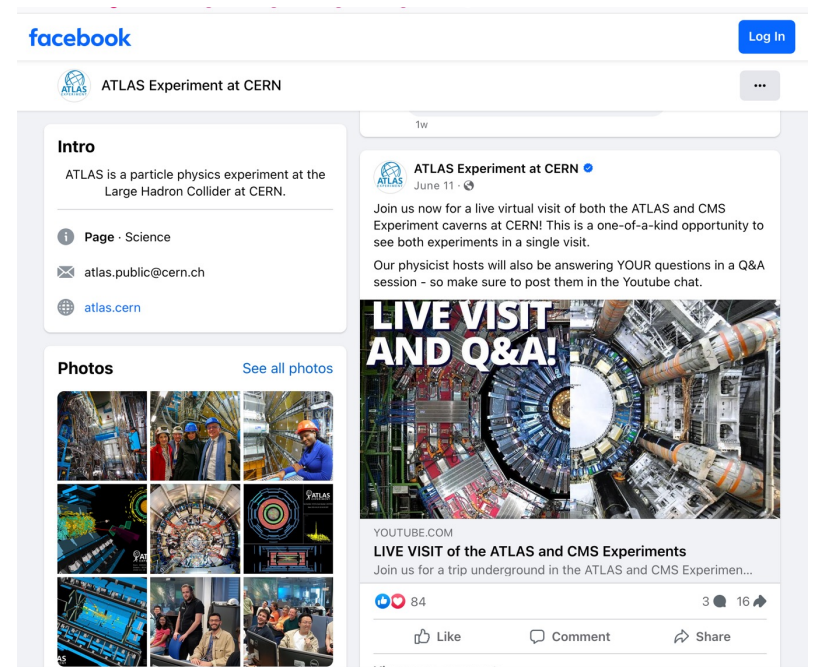 facebook
Log In
ATLAS
EXPERIMENT
ATLAS Experiment at CERN
...
1w
Intro
ATLAS is a particle physics experiment at the
Large Hadron Collider at CERN.
Page · Science
atlas.public@cern.ch
atlas.cern
Photos
See all photos
ATLAS
ATLAS Experiment at CERN
June 11 ·
Join us now for a live virtual visit of both the ATLAS and CMS
Experiment caverns at CERN! This is a one-of-a-kind opportunity to
see both experiments in a single visit.
Our physicist hosts will also be answering YOUR questions in a Q&A
session - so make sure to post them in the Youtube chat.
LIVE VISIT
AND Q&A!
YOUTUBE.COM
LIVE VISIT of the ATLAS and CMS Experiments
Join us for a trip underground in the ATLAS and CMS Experimen...
84
3
16
Like
Comment
Share